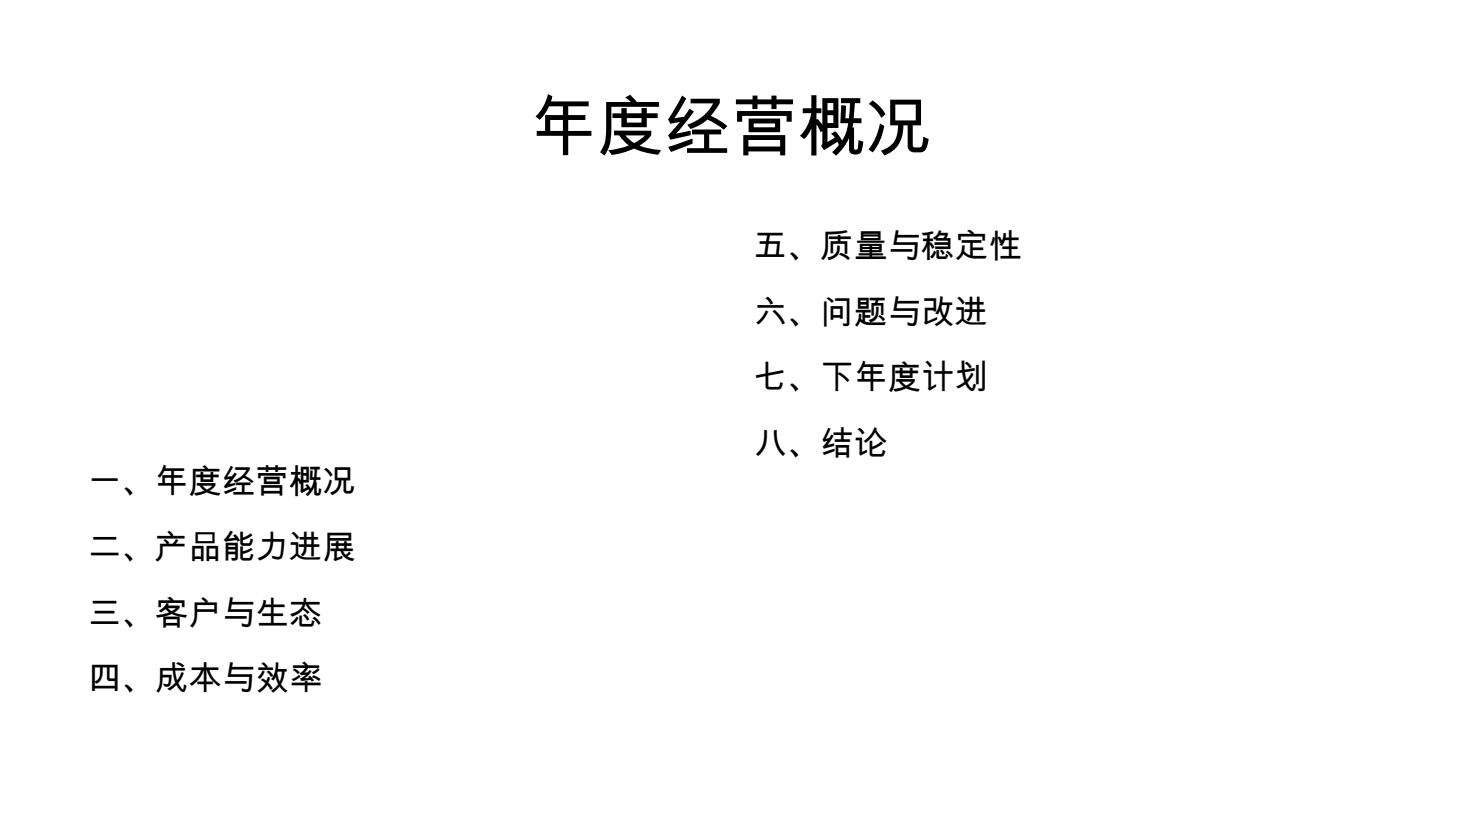 年度经营概况
一、年度经营概况
二、产品能力进展
三、客户与生态
四、成本与效率
五、质量与稳定性
六、问题与改进
七、下年度计划
八、结论